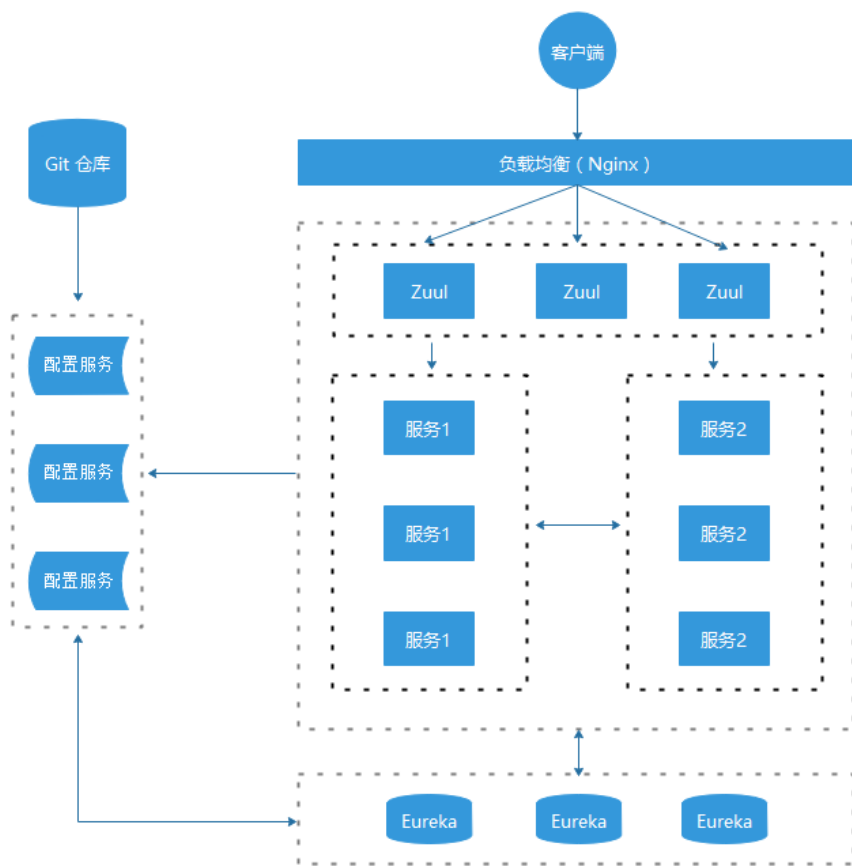 客户端
负载均衡（Nginx）
Git 仓库
Zuul
Zuul
Zuul
配置服务
配置服务
配置服务
服务1
服务1
服务1
服务2
服务2
服务2
Eureka
Eureka
Eureka